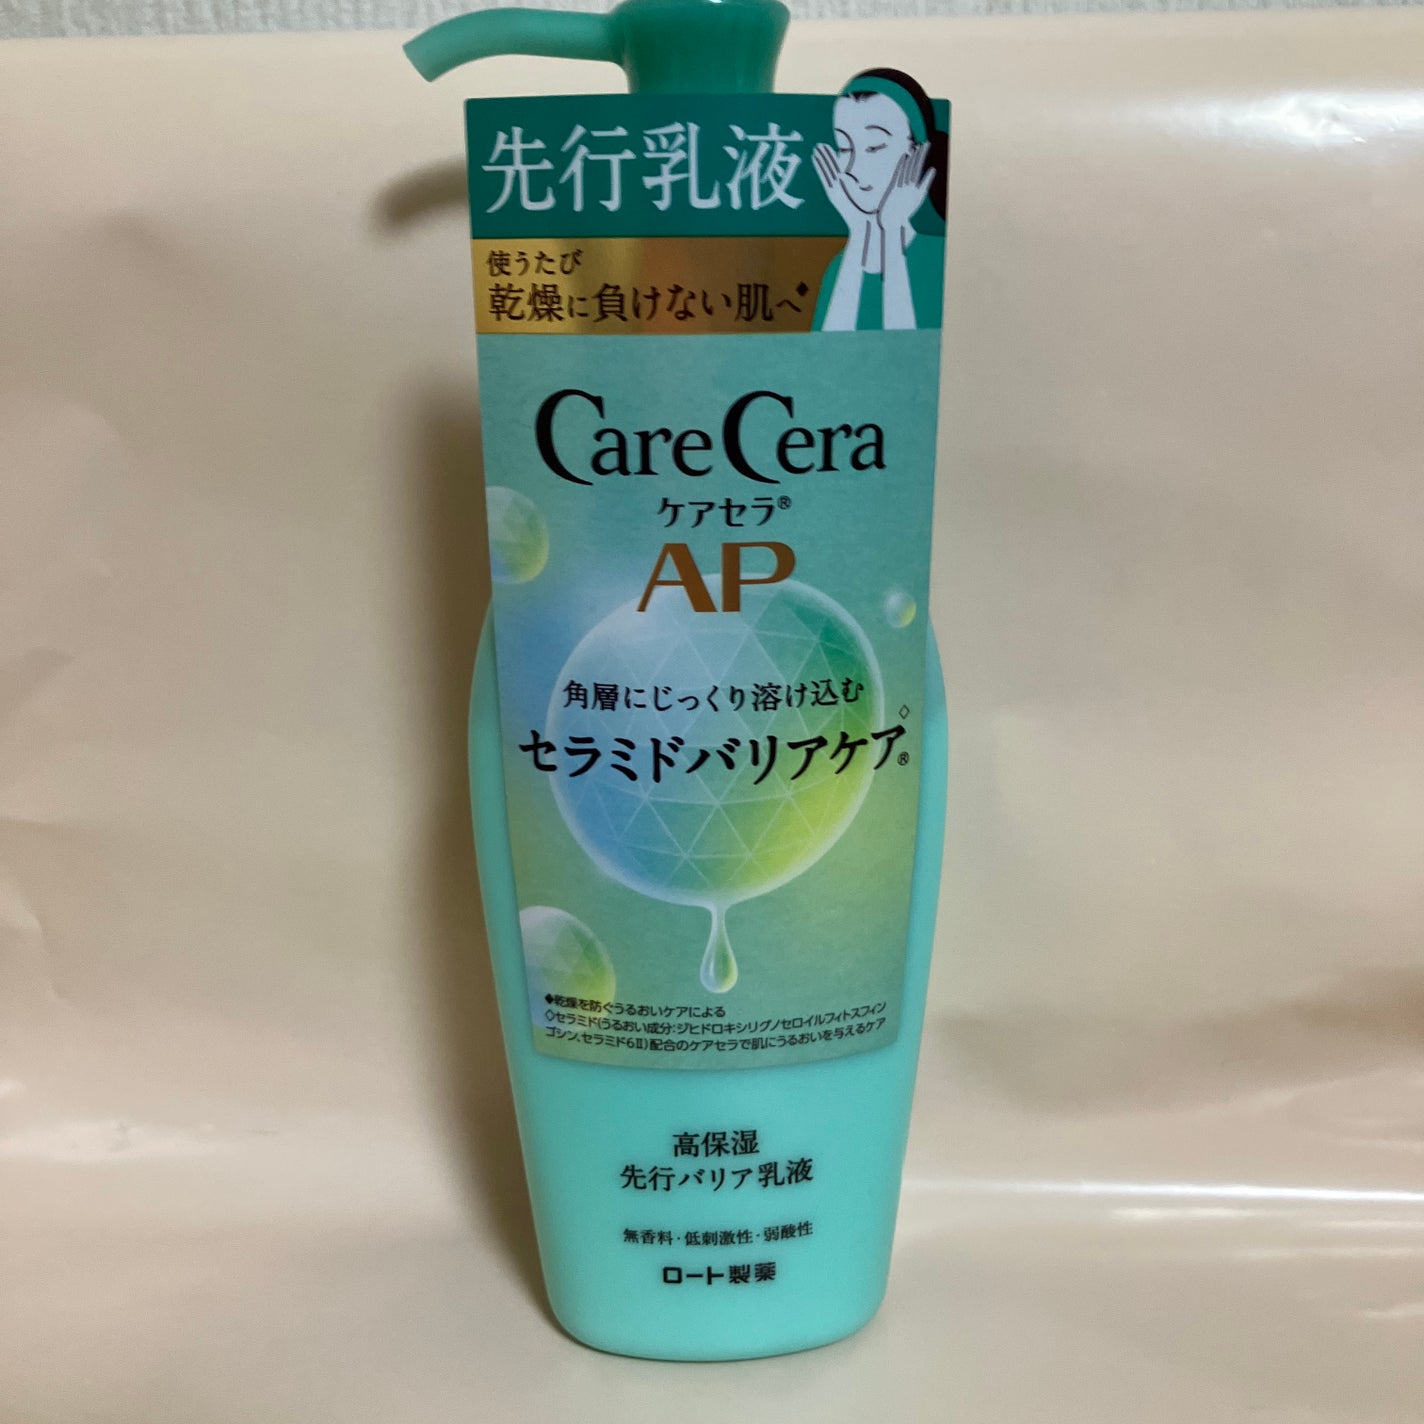 先行乳液
使うたび
乾燥に負けない肌へ◆
CareCera
ケアセラ®
AP
角層にじっくり溶け込む
セラミドバリアケア®◇
◆乾燥を防ぐうるおいケアによる
◇セラミド(うるおい成分:ジヒドロキシリグノセロイルフィトスフィン
ゴシン、セラミド6Ⅱ)配合のケアセラで肌にうるおいを与えるケア
高保湿
先行バリア乳液
無香料・低刺激性・弱酸性
ロート製薬